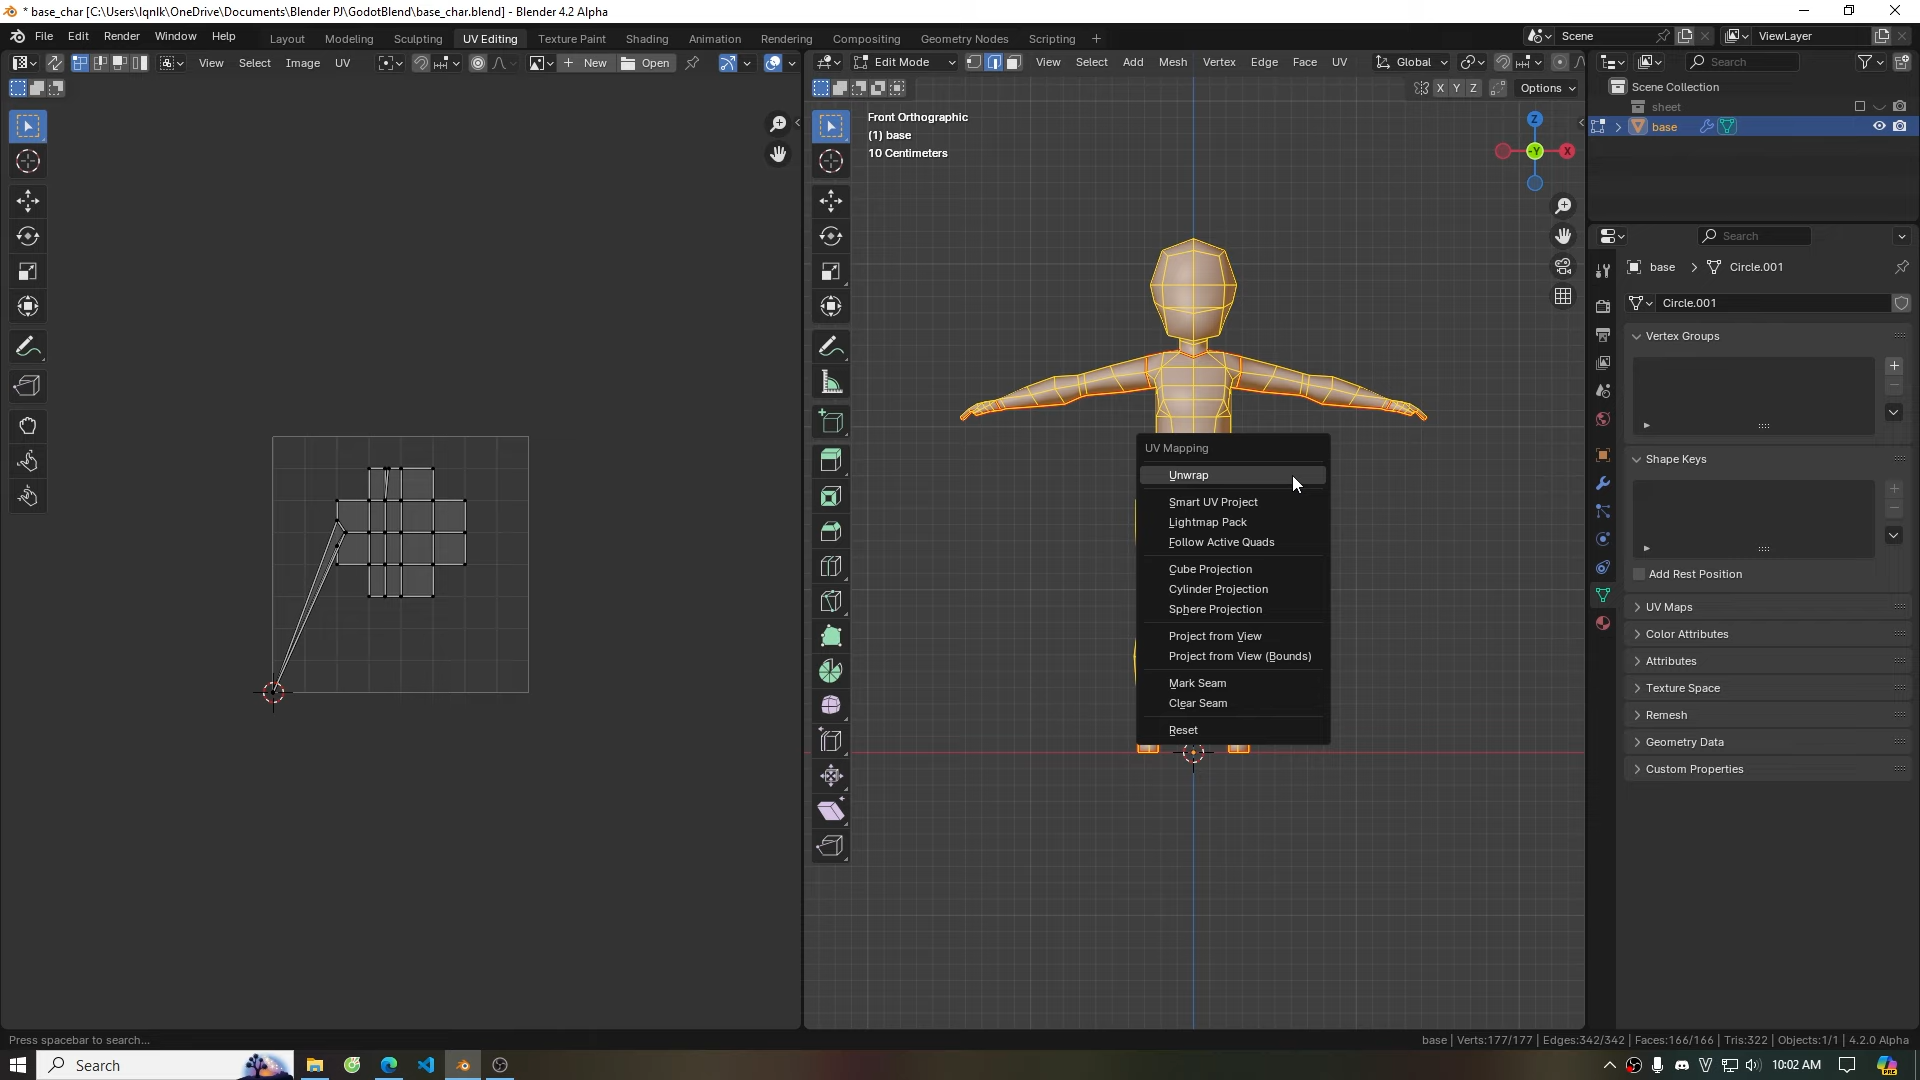 * base_char [C:\Users\lqnlk\OneDrive\Documents\Blender PJ\GodotBlend\base_char.blend] - Blender 4.2 Alpha
File Edit Render Window Help Layout Modeling Sculpting UV Editing Texture Paint Shading Animation Rendering Compositing Geometry Nodes Scripting + Scene ViewLayer
View Select Image UV New Open
Edit Mode View Select Add Mesh Vertex Edge Face UV Global
X Y Z Options
Search
Scene Collection
sheet
base
Front Orthographic
(1) base
10 Centimeters
Z
-Y
X
UV Mapping
Unwrap
Smart UV Project
Lightmap Pack
Follow Active Quads
Cube Projection
Cylinder Projection
Sphere Projection
Project from View
Project from View (Bounds)
Mark Seam
Clear Seam
Reset
Search
base Circle.001
Circle.001
Vertex Groups
Shape Keys
Add Rest Position
UV Maps
Color Attributes
Attributes
Texture Space
Remesh
Geometry Data
Custom Properties
Press spacebar to search...
base | Verts:177/177 | Edges:342/342 | Faces:166/166 | Tris:322 | Objects:1/1 | 4.2.0 Alpha
Search
10:02 AM
PRE